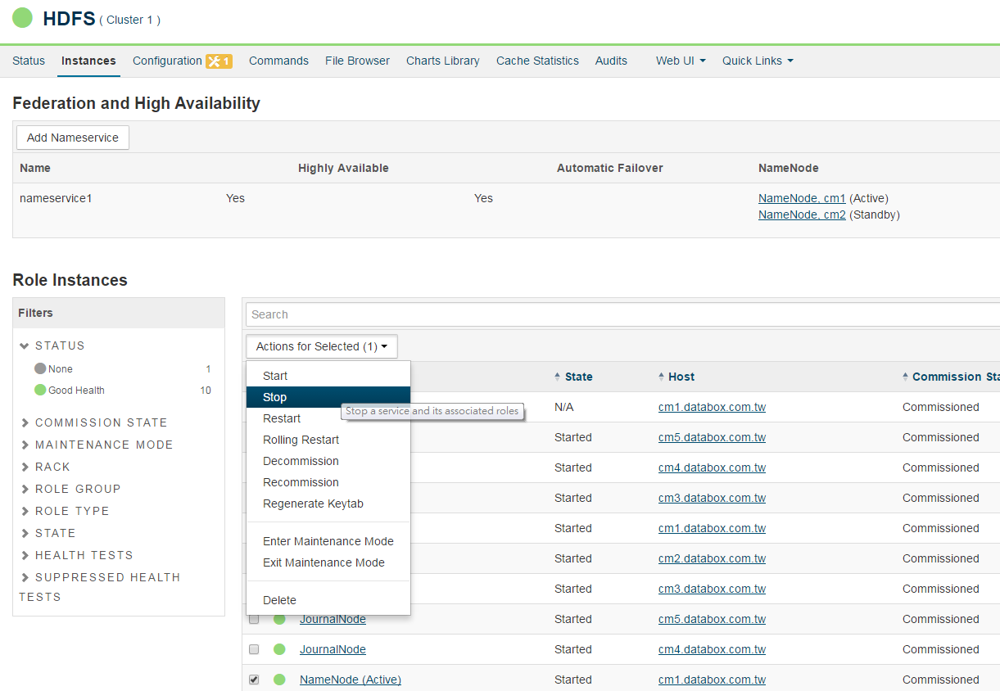 HDFS ( Cluster 1 )
Status Instances Configuration 1 Commands File Browser Charts Library Cache Statistics Audits Web UI Quick Links
Federation and High Availability
Add Nameservice
Name Highly Available Automatic Failover NameNode
nameservice1 Yes Yes NameNode, cm1 (Active)
NameNode, cm2 (Standby)
Role Instances
Filters
STATUS
None 1
Good Health 10
COMMISSION STATE
MAINTENANCE MODE
RACK
ROLE GROUP
ROLE TYPE
STATE
HEALTH TESTS
SUPPRESSED HEALTH
TESTS
Search
Actions for Selected (1)
Start
Stop
Stop a service and its associated roles
Restart
Rolling Restart
Decommission
Recommission
Regenerate Keytab
Enter Maintenance Mode
Exit Maintenance Mode
Delete
State Host Commission Sta
N/A cm1.databox.com.tw Commissioned
Started cm5.databox.com.tw Commissioned
Started cm4.databox.com.tw Commissioned
Started cm3.databox.com.tw Commissioned
Started cm1.databox.com.tw Commissioned
Started cm2.databox.com.tw Commissioned
Started cm3.databox.com.tw Commissioned
JournalNode Started cm5.databox.com.tw Commissioned
JournalNode Started cm4.databox.com.tw Commissioned
NameNode (Active) Started cm1.databox.com.tw Commissioned